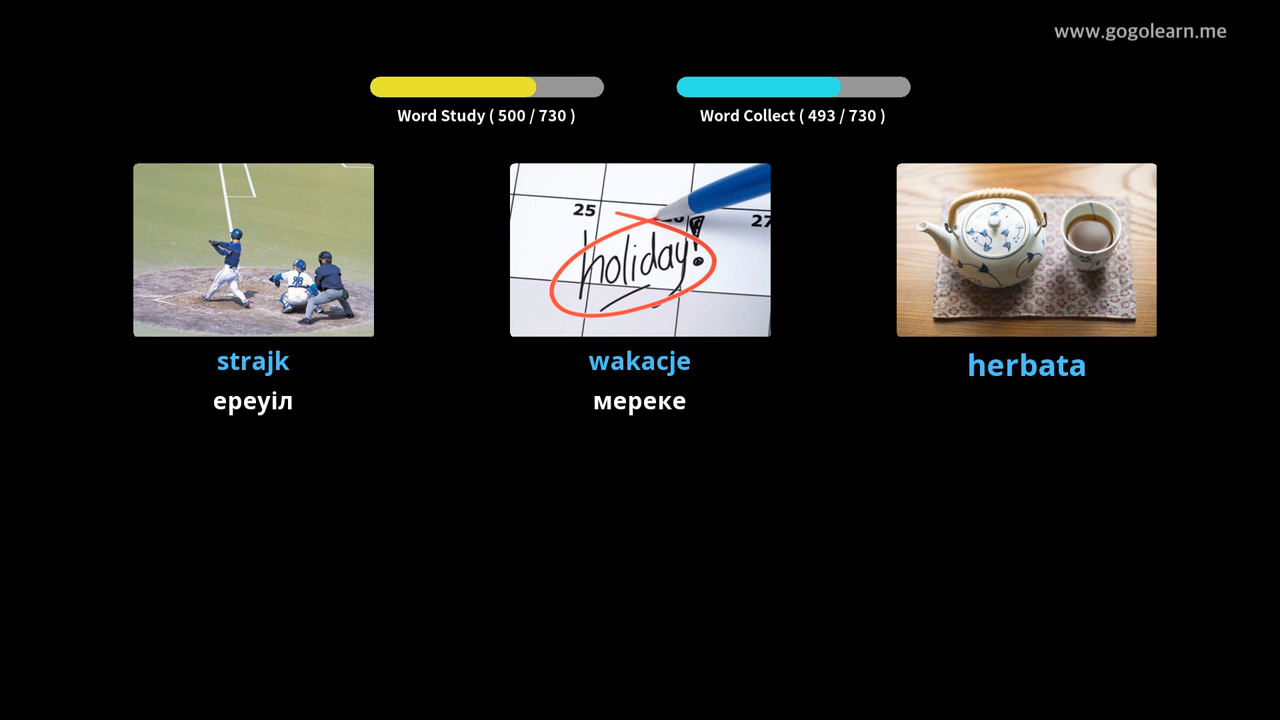 www.gogolearn.me
Word Study ( 500 / 730 )
Word Collect ( 493 / 730 )
25
27
holiday!
strajk
wakacje
herbata
ереуіл
мереке